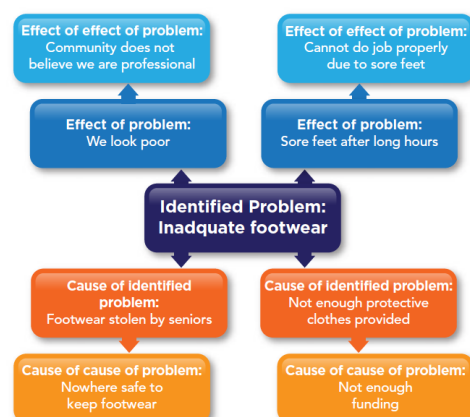 Effect of effect of problem:
Community does not
believe we are professional
Effect of effect of problem:
Cannot do job properly
due to sore feet
Effect of problem:
We look poor
Effect of problem:
Sore feet after long hours
Identified Problem:
Inadquate footwear
Cause of identified
problem:
Footwear stolen by seniors
Cause of identified problem:
Not enough protective
clothes provided
Cause of cause of problem:
Nowhere safe to
keep footwear
Cause of cause of problem:
Not enough
funding